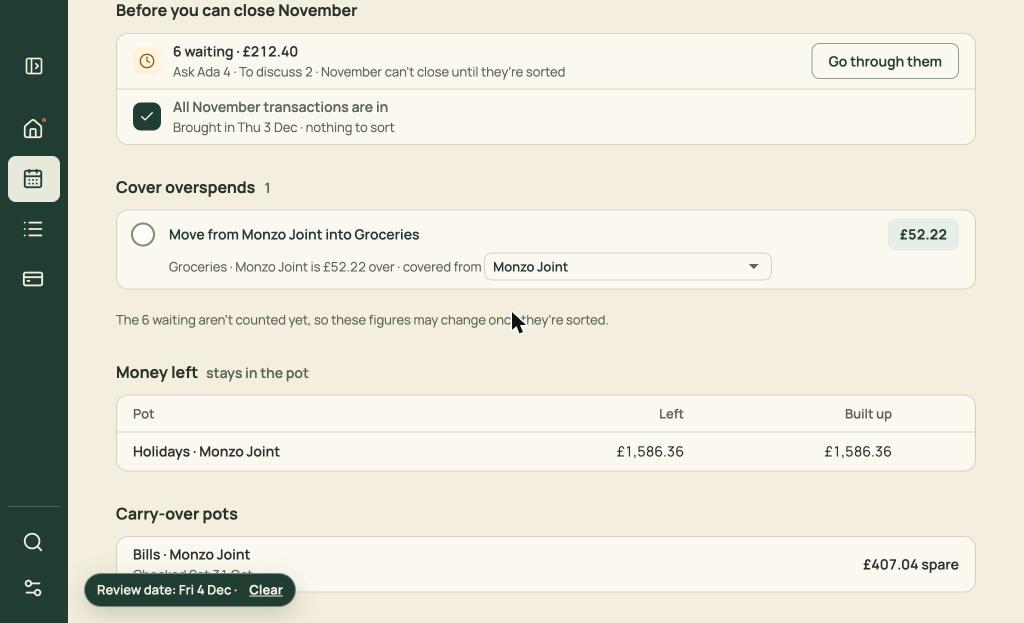 Before you can close November
6 waiting · £212.40
Ask Ada 4 · To discuss 2 · November can't close until they're sorted
Go through them
All November transactions are in
Brought in Thu 3 Dec · nothing to sort
Cover overspends 1
Move from Monzo Joint into Groceries
£52.22
Groceries · Monzo Joint is £52.22 over · covered from Monzo Joint
The 6 waiting aren't counted yet, so these figures may change once they're sorted.
Money left stays in the pot
Pot Left Built up
Holidays · Monzo Joint £1,586.36 £1,586.36
Carry-over pots
Bills · Monzo Joint
£407.04 spare
Review date: Fri 4 Dec · Clear